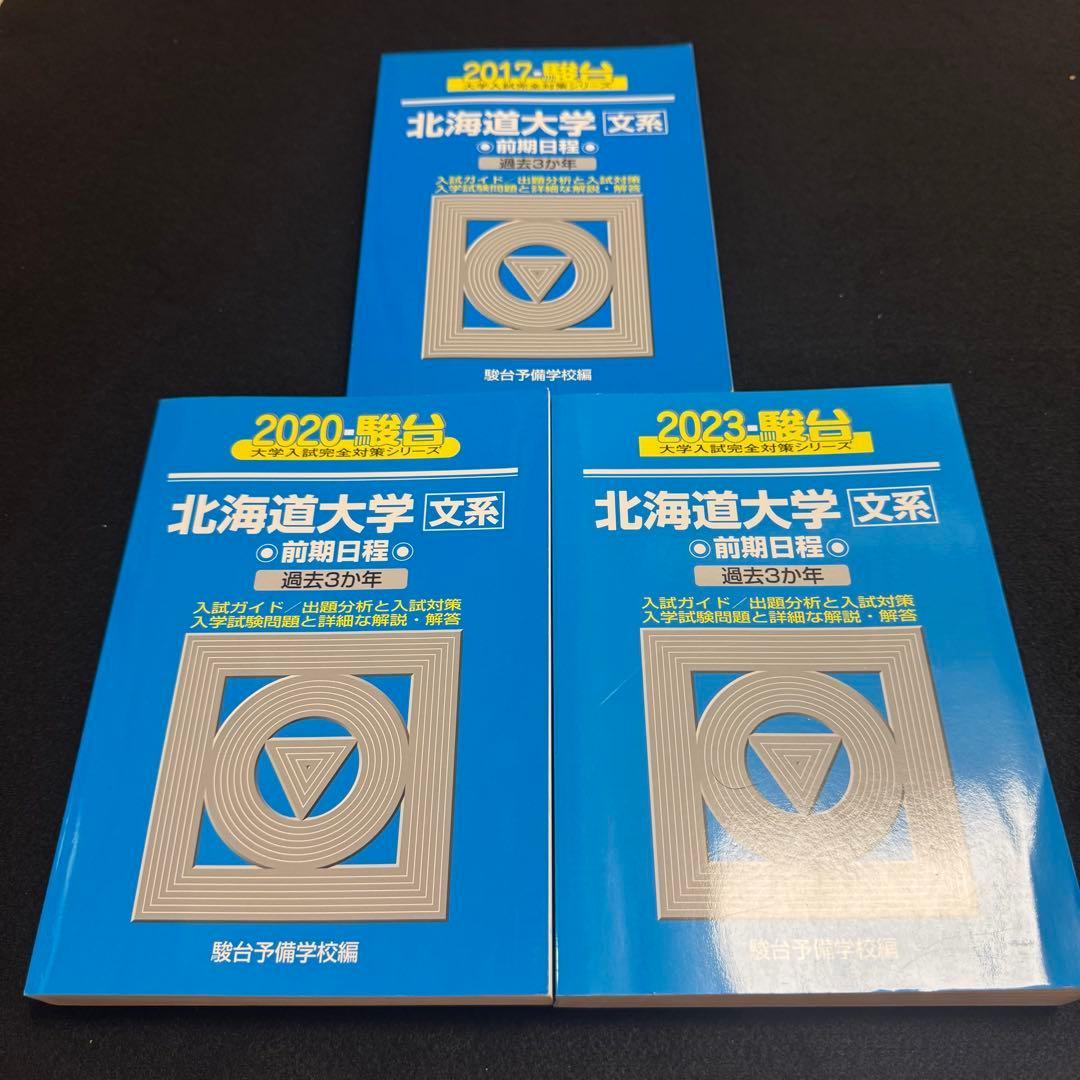 2017-駿台
大学入試完全対策シリーズ
北海道大学 文系
前期日程
過去3か年
入試ガイド/出題分析と入試対策
入学試験問題と詳細な解説・解答
駿台予備学校編
2020-駿台
大学入試完全対策シリーズ
北海道大学 文系
前期日程
過去3か年
入試ガイド/出題分析と入試対策
入学試験問題と詳細な解説・解答
駿台予備学校編
2023-駿台
大学入試完全対策シリーズ
北海道大学 文系
前期日程
過去3か年
入試ガイド/出題分析と入試対策
入学試験問題と詳細な解説・解答
駿台予備学校編